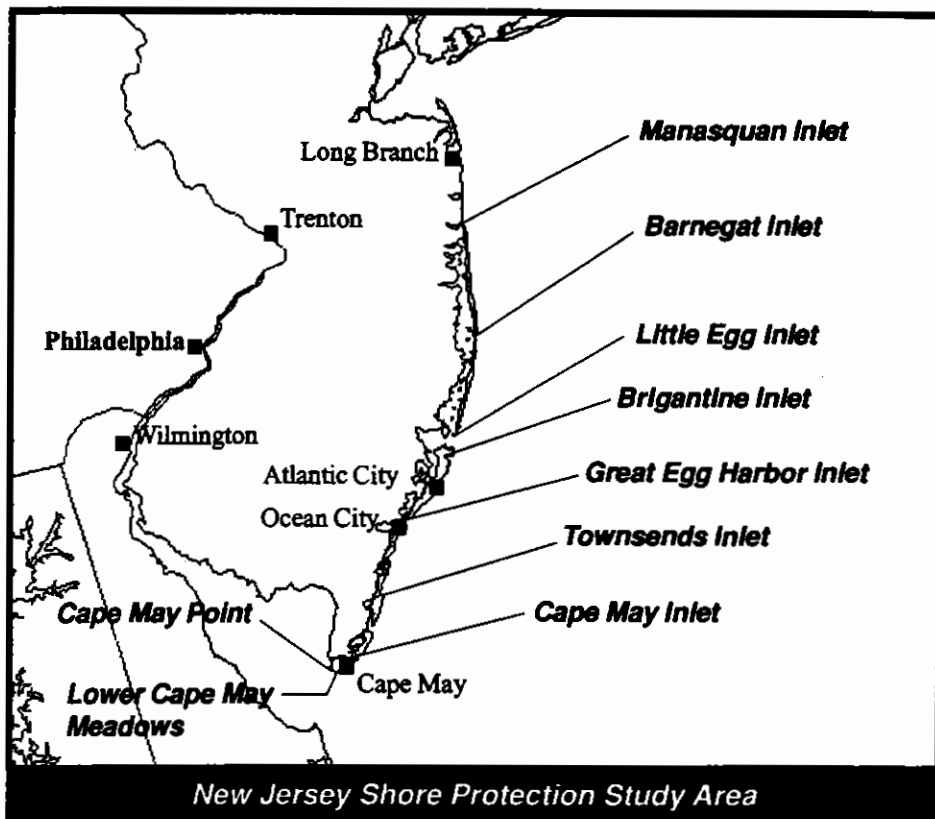 Manasquan Inlet
Long Branch
Trenton
Barnegat Inlet
Philadelphia
Little Egg Inlet
Brigantine Inlet
Wilmington
Atlantic City
Great Egg Harbor Inlet
Ocean City
Townsends Inlet
Cape May Point
Cape May Inlet
Cape May
Lower Cape May
Meadows
New Jersey Shore Protection Study Area